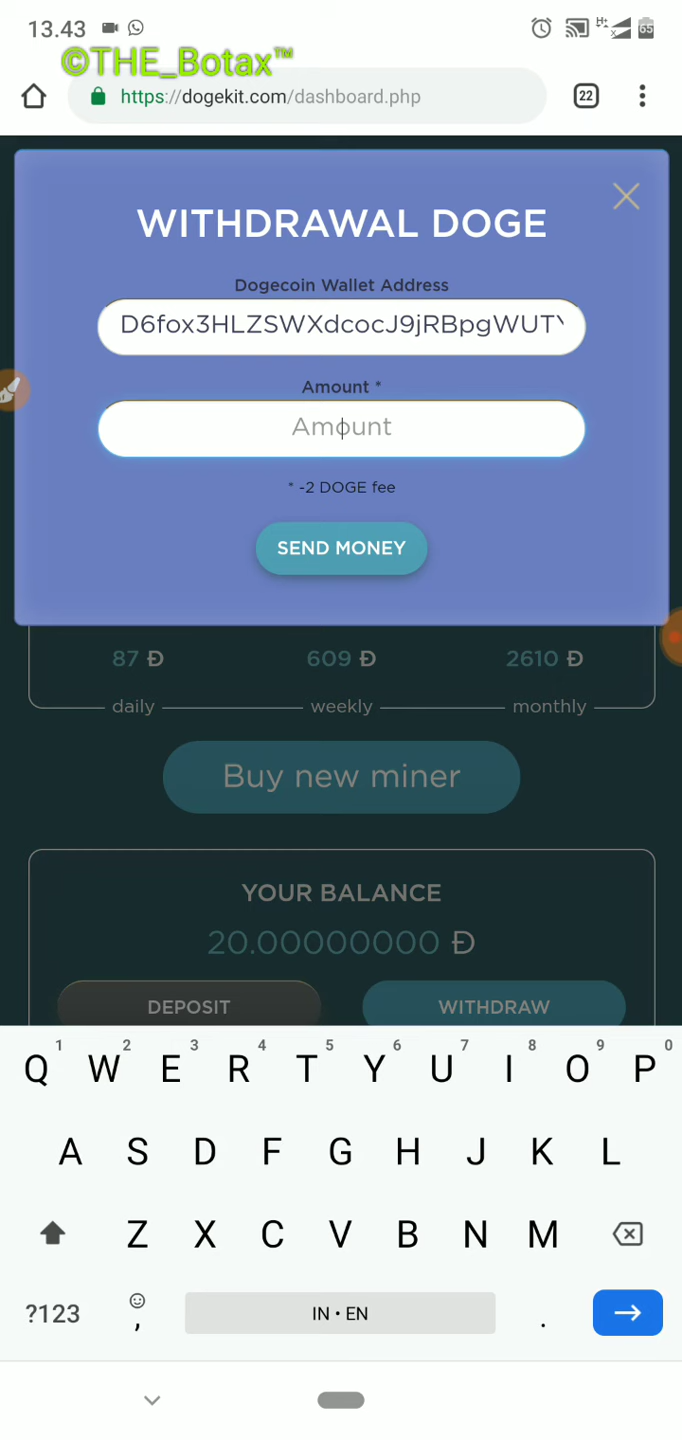 13.43
65
©THE_Botax™
https://dogekit.com/dashboard.php
22
WITHDRAWAL DOGE
Dogecoin Wallet Address
D6fox3HLZSWXdcocJ9jRBpgWUTY
Amount *
Amount
* -2 DOGE fee
SEND MONEY
87 Ð 609 Ð 2610 Ð
daily weekly monthly
Buy new miner
YOUR BALANCE
20.00000000 Ð
DEPOSIT WITHDRAW
1 2 3 4 5 6 7 8 9 0
Q W E R T Y U I O P
A S D F G H J K L
Z X C V B N M
?123 , IN • EN .